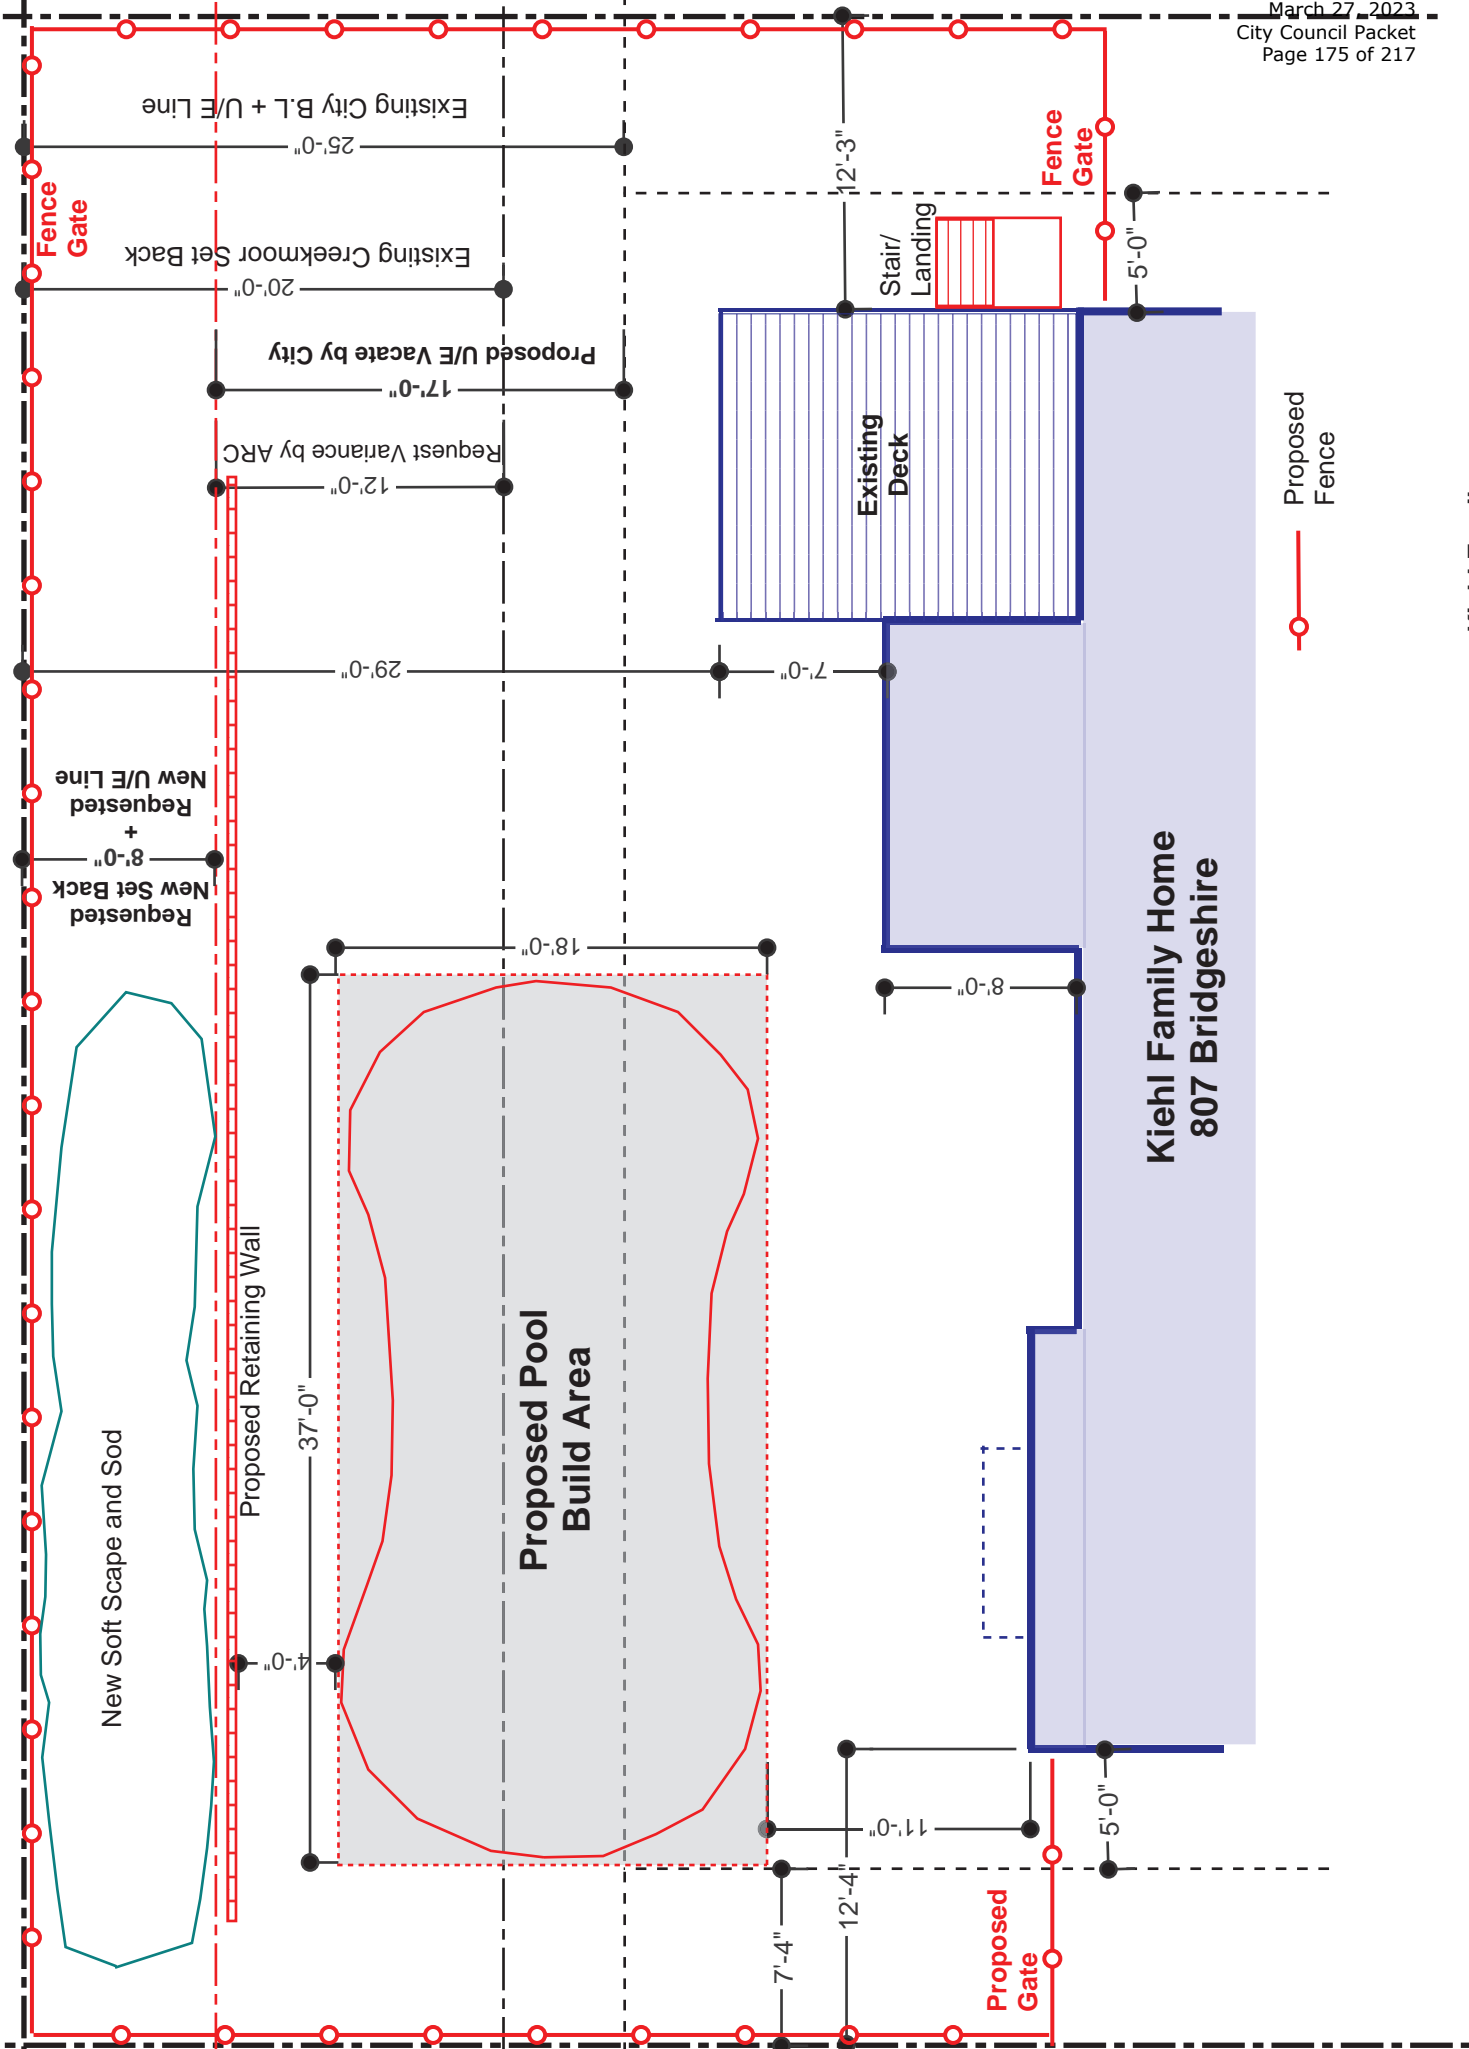 March 27, 2023
City Council Packet
Page 175 of 217
Existing City B.L + U/E Line
25'-0"
Fence
Gate
12'-3"
Fence
Gate
Existing Creekmoor Set Back
20'-0"
Stair/
Landing
5'-0"
Proposed U/E Vacate by City
17'-0"
Request Variance by ARC
12'-0"
Existing
Deck
Proposed
Fence
29'-0"
7'-0"
Requested
New Set Back
8'-0"
+
Requested
New U/E Line
18'-0"
8'-0"
Kiehl Family Home
807 Bridgeshire
Proposed Retaining Wall
37'-0"
Proposed Pool
Build Area
New Soft Scape and Sod
4'-0"
11'-0"
5'-0"
12'-4"
7'-4"
Proposed
Gate